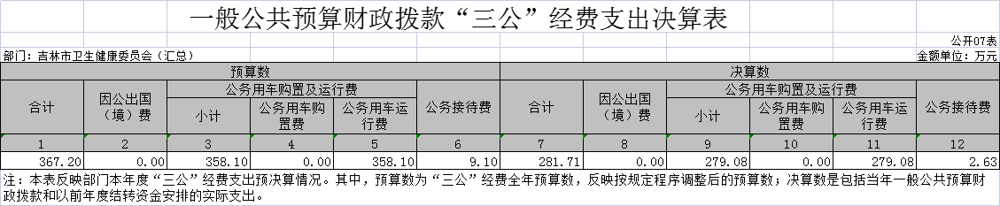 一般公共预算财政拨款“三公”经费支出决算表
公开07表
部门：吉林市卫生健康委员会（汇总） 金额单位：万元
预算数 决算数
合计 因公出国（境）费 公务用车购置及运行费 公务接待费 合计 因公出国（境）费 公务用车购置及运行费 公务接待费
小计 公务用车购置费 公务用车运行费 小计 公务用车购置费 公务用车运行费
1 2 3 4 5 6 7 8 9 10 11 12
367.20 0.00 358.10 0.00 358.10 9.10 281.71 0.00 279.08 0.00 279.08 2.63
注：本表反映部门本年度“三公”经费支出预决算情况。其中，预算数为“三公”经费全年预算数，反映按规定程序调整后的预算数；决算数是包括当年一般公共预算财
政拨款和以前年度结转资金安排的实际支出。